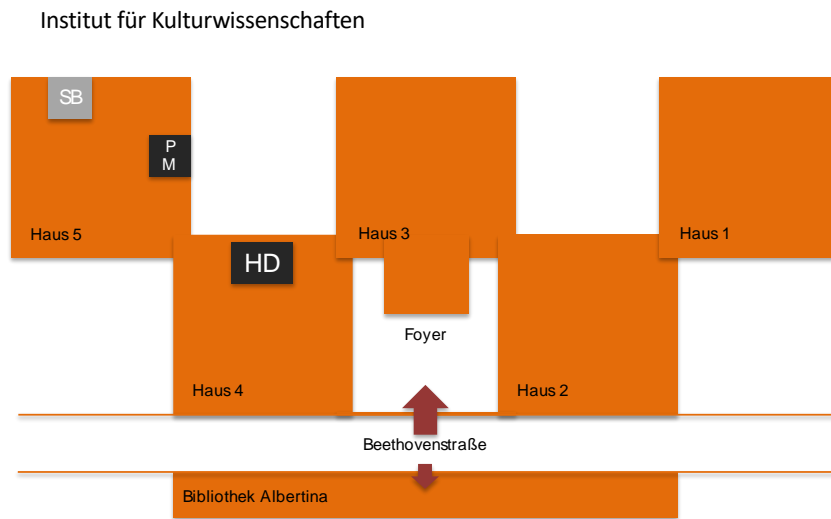 Institut für Kulturwissenschaften
SB
P
M
Haus 5
Haus 3
Haus 1
HD
Foyer
Haus 4
Haus 2
Beethovenstraße
Bibliothek Albertina